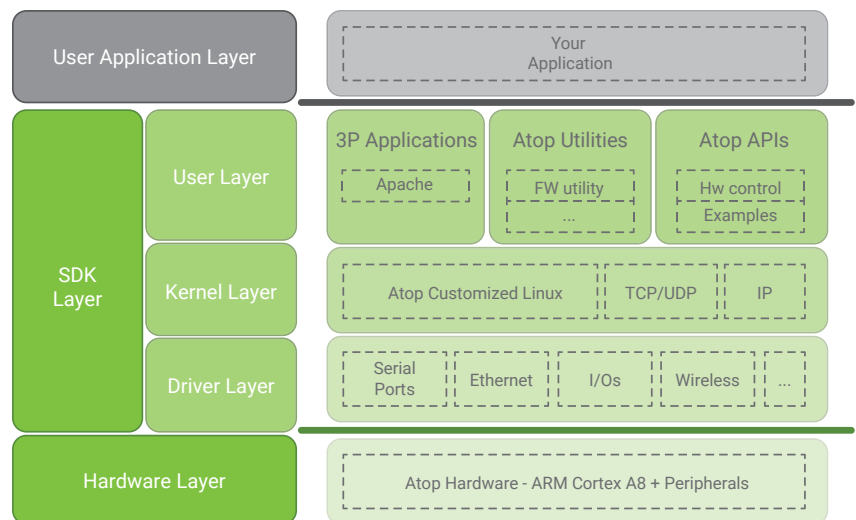 User Application Layer
Your
Application
SDK
Layer
User Layer
3P Applications
Apache
Atop Utilities
FW utility
...
Atop APIs
Hw control
Examples
Kernel Layer
Atop Customized Linux
TCP/UDP
IP
Driver Layer
Serial
Ports
Ethernet
I/Os
Wireless
...
Hardware Layer
Atop Hardware - ARM Cortex A8 + Peripherals